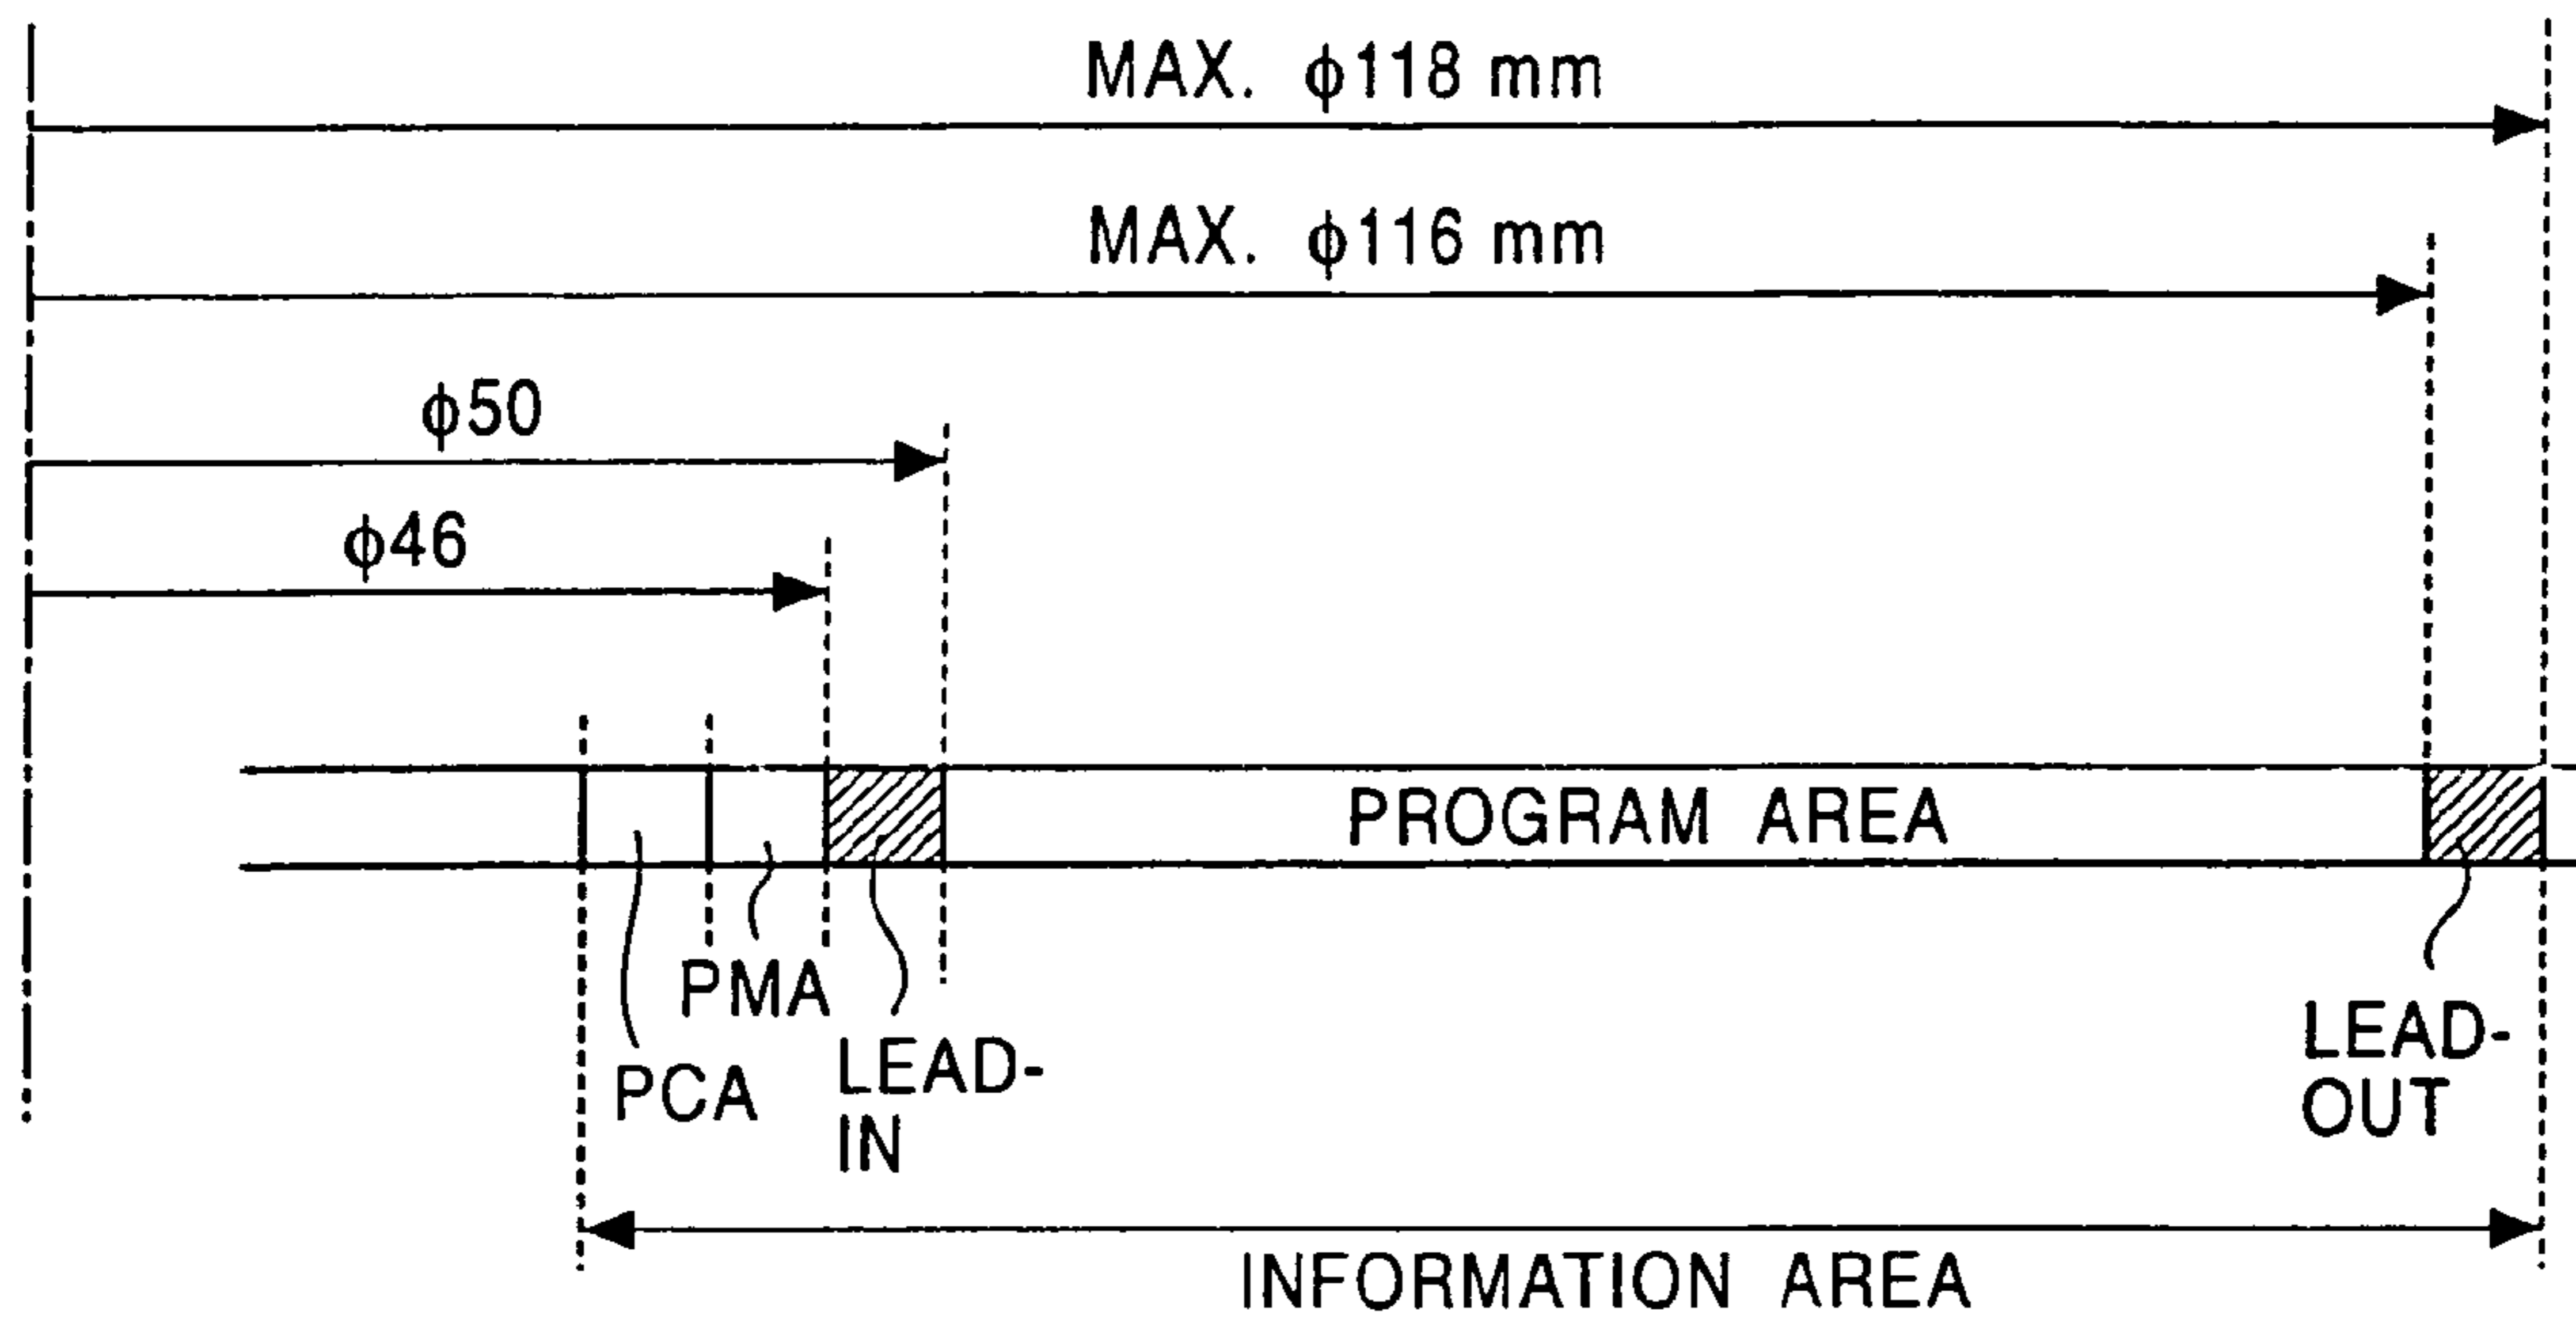 MAX. ϕ118 mm
MAX. ϕ116 mm
ϕ50
ϕ46
PROGRAM AREA
PMA
PCA
LEAD-
IN
LEAD-
OUT
INFORMATION AREA